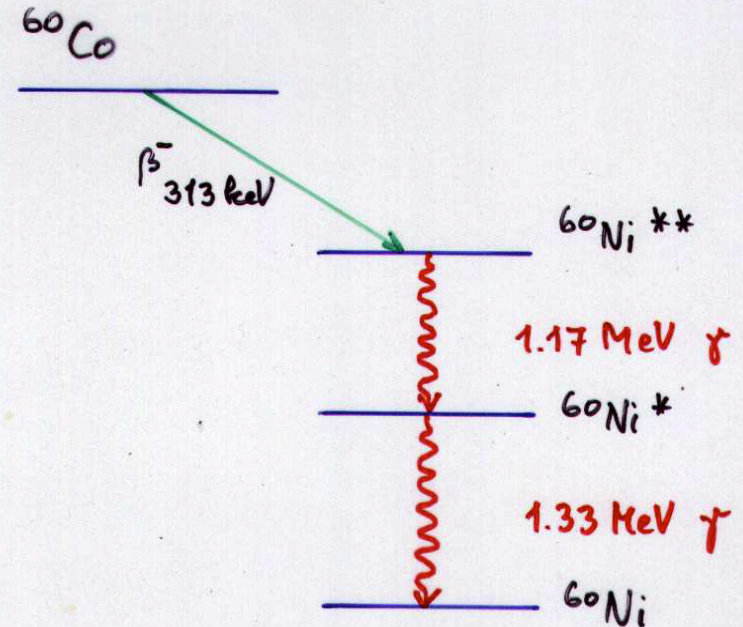 ⁶⁰Co
β⁻
313 keV
⁶⁰Ni **
1.17 MeV γ
⁶⁰Ni *
1.33 MeV γ
⁶⁰Ni